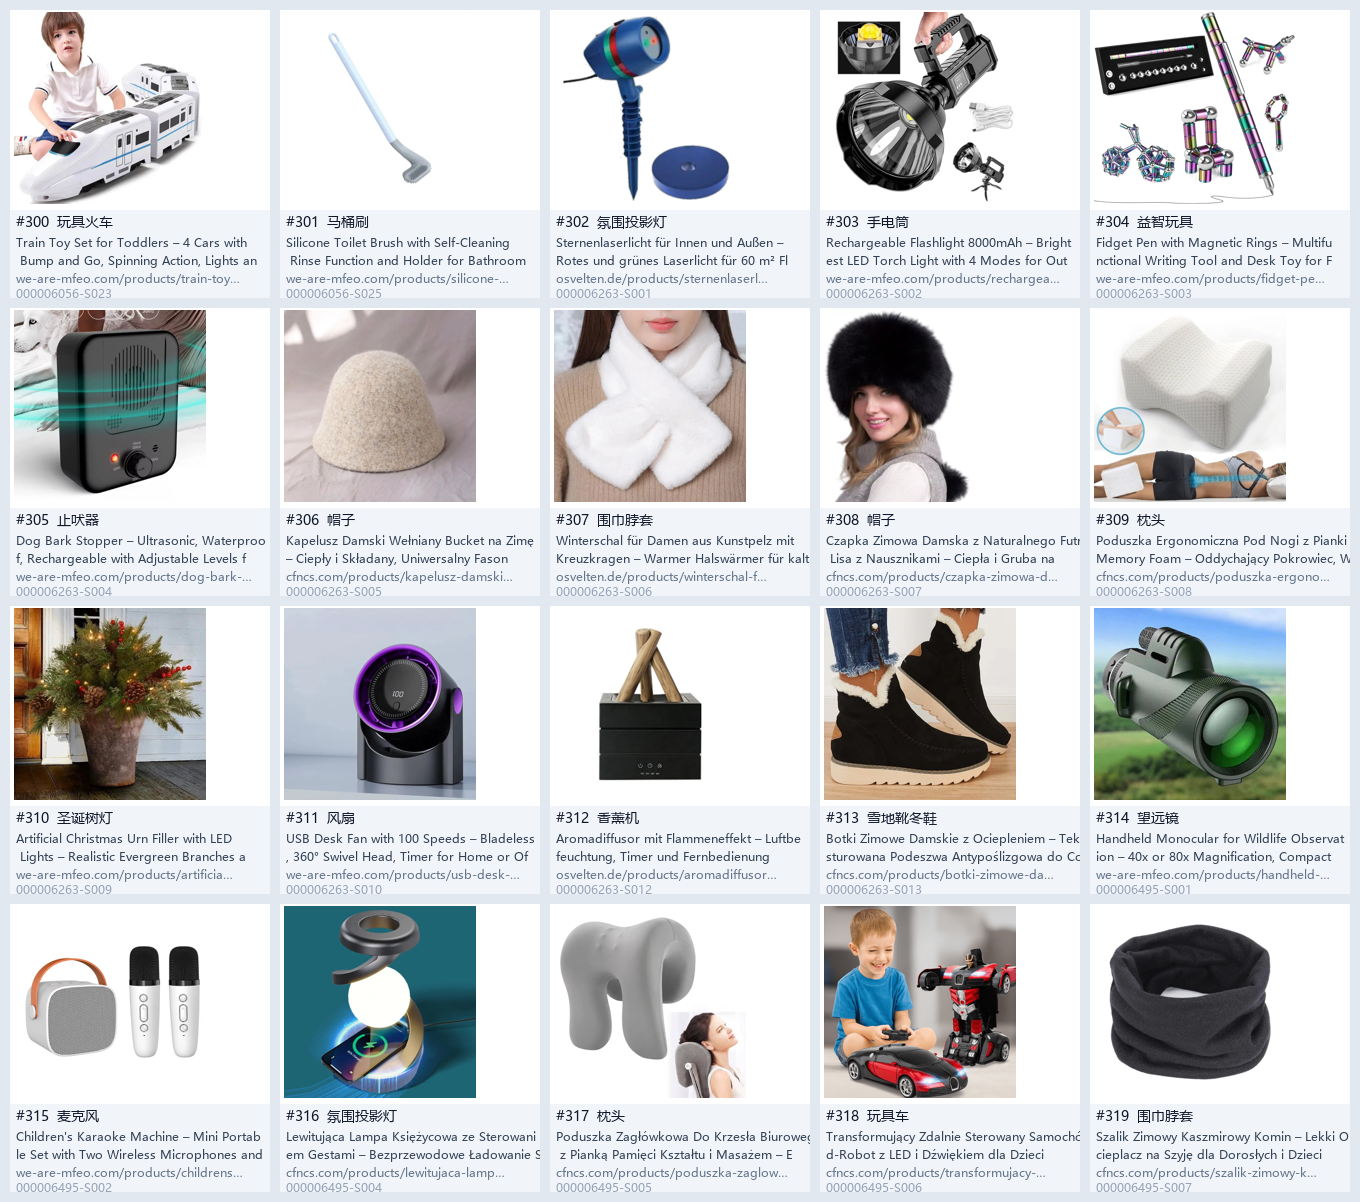 #300 玩具火车
Train Toy Set for Toddlers – 4 Cars with
Bump and Go, Spinning Action, Lights an
we-are-mfeo.com/products/train-toy...
000006056-S023
#301 马桶刷
Silicone Toilet Brush with Self-Cleaning
Rinse Function and Holder for Bathroom
we-are-mfeo.com/products/silicone-...
000006056-S025
#302 氛围投影灯
Sternenlaserlicht für Innen und Außen –
Rotes und grünes Laserlicht für 60 m² Fl
osvelten.de/products/sternenlaserl...
000006263-S001
#303 手电筒
Rechargeable Flashlight 8000mAh – Bright
est LED Torch Light with 4 Modes for Out
we-are-mfeo.com/products/rechargea...
000006263-S002
#304 益智玩具
Fidget Pen with Magnetic Rings – Multifu
nctional Writing Tool and Desk Toy for F
we-are-mfeo.com/products/fidget-pe...
000006263-S003
#305 止吠器
Dog Bark Stopper – Ultrasonic, Waterproo
f, Rechargeable with Adjustable Levels f
we-are-mfeo.com/products/dog-bark-...
000006263-S004
#306 帽子
Kapelusz Damski Wełniany Bucket na Zimę
– Ciepły i Składany, Uniwersalny Fason
cfncs.com/products/kapelusz-damski...
000006263-S005
#307 围巾脖套
Winterschal für Damen aus Kunstpelz mit
Kreuzkragen – Warmer Halswärmer für kalt
osvelten.de/products/winterschal-f...
000006263-S006
#308 帽子
Czapka Zimowa Damska z Naturalnego Futr
Lisa z Nausznikami – Ciepła i Gruba na
cfncs.com/products/czapka-zimowa-d...
000006263-S007
#309 枕头
Poduszka Ergonomiczna Pod Nogi z Pianki
Memory Foam – Oddychający Pokrowiec, W
cfncs.com/products/poduszka-ergono...
000006263-S008
#310 圣诞树灯
Artificial Christmas Urn Filler with LED
Lights – Realistic Evergreen Branches a
we-are-mfeo.com/products/artificia...
000006263-S009
100
#311 风扇
USB Desk Fan with 100 Speeds – Bladeless
, 360° Swivel Head, Timer for Home or Of
we-are-mfeo.com/products/usb-desk-...
000006263-S010
#312 香薰机
Aromadiffusor mit Flammeneffekt – Luftbe
feuchtung, Timer und Fernbedienung
osvelten.de/products/aromadiffusor...
000006263-S012
#313 雪地靴冬鞋
Botki Zimowe Damskie z Ociepleniem – Tek
sturowana Podeszwa Antypoślizgowa do Co
cfncs.com/products/botki-zimowe-da...
000006263-S013
#314 望远镜
Handheld Monocular for Wildlife Observat
ion – 40x or 80x Magnification, Compact
we-are-mfeo.com/products/handheld-...
000006495-S001
#315 麦克风
Children's Karaoke Machine – Mini Portab
le Set with Two Wireless Microphones and
we-are-mfeo.com/products/childrens...
000006495-S002
#316 氛围投影灯
Lewitująca Lampa Księżycowa ze Sterowani
em Gestami – Bezprzewodowe Ładowanie S
cfncs.com/products/lewitujaca-lamp...
000006495-S004
#317 枕头
Poduszka Zagłówkowa Do Krzesła Biuroweg
z Pianką Pamięci Kształtu i Masażem – E
cfncs.com/products/poduszka-zaglow...
000006495-S005
#318 玩具车
Transformujący Zdalnie Sterowany Samochó
d-Robot z LED i Dźwiękiem dla Dzieci
cfncs.com/products/transformujacy-...
000006495-S006
#319 围巾脖套
Szalik Zimowy Kaszmirowy Komin – Lekki O
cieplacz na Szyję dla Dorosłych i Dzieci
cfncs.com/products/szalik-zimowy-k...
000006495-S007